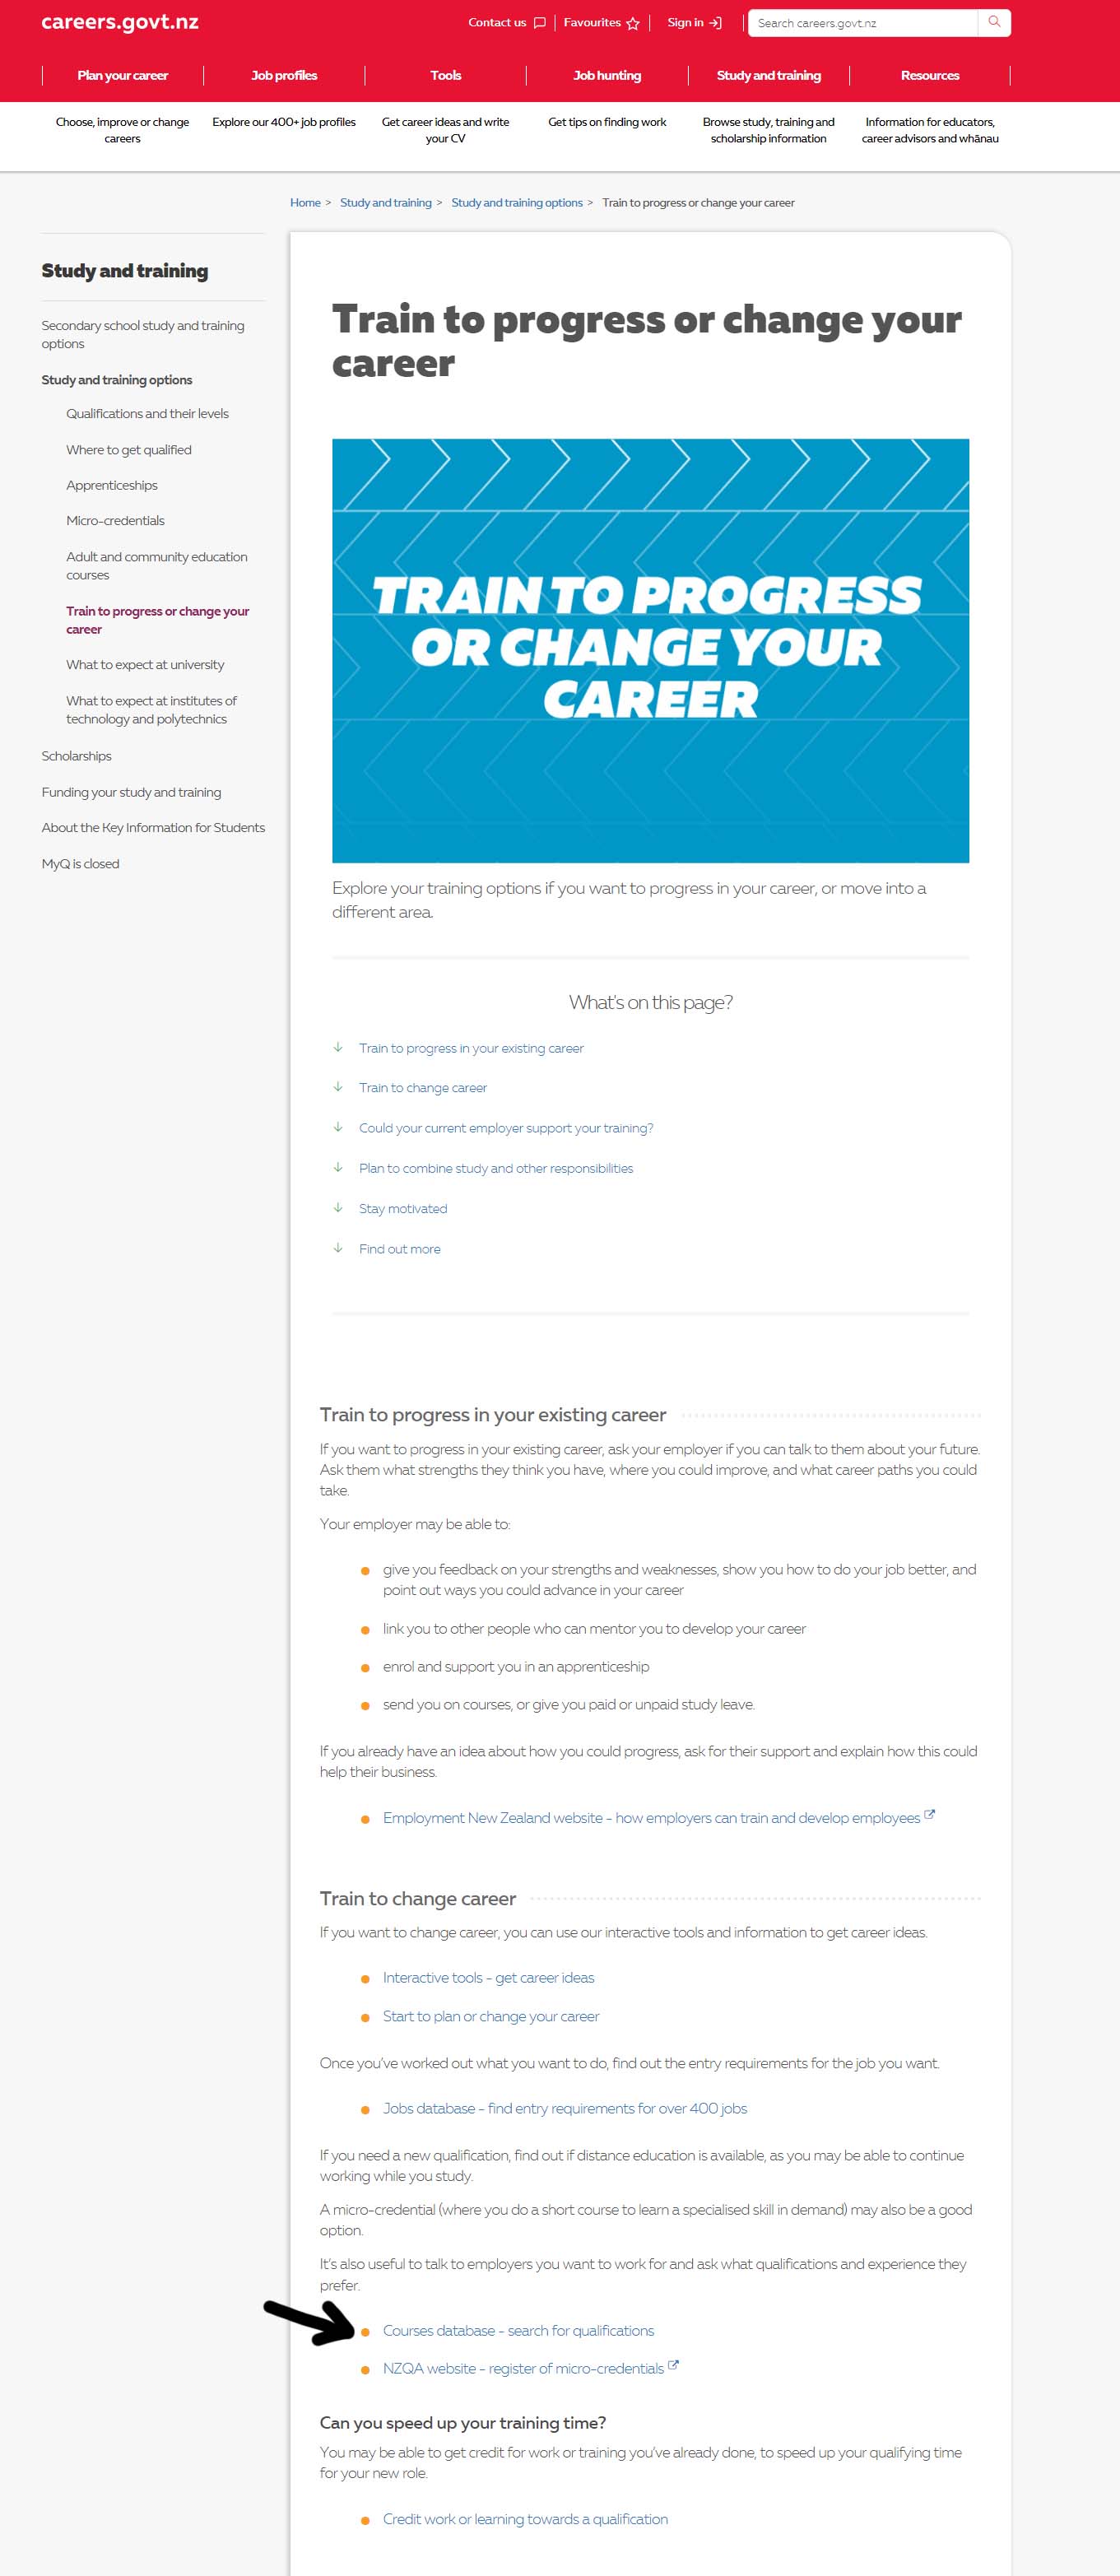 careers.govt.nz
Contact us
Favourites
Sign in
Search careers.govt.nz
Plan your career
Job profiles
Tools
Job hunting
Study and training
Resources
Choose, improve or change
careers
Explore our 400+ job profiles
Get career ideas and write
your CV
Get tips on finding work
Browse study, training and
scholarship information
Information for educators,
career advisors and whānau
Home > Study and training > Study and training options > Train to progress or change your career
Study and training
Secondary school study and training
options
Study and training options
Qualifications and their levels
Where to get qualified
Apprenticeships
Micro-credentials
Adult and community education
courses
Train to progress or change your
career
What to expect at university
What to expect at institutes of
technology and polytechnics
Scholarships
Funding your study and training
About the Key Information for Students
MyQ is closed
Train to progress or change your
career
TRAIN TO PROGRESS
OR CHANGE YOUR
CAREER
Explore your training options if you want to progress in your career, or move into a
different area.
What's on this page?
Train to progress in your existing career
Train to change career
Could your current employer support your training?
Plan to combine study and other responsibilities
Stay motivated
Find out more
Train to progress in your existing career
If you want to progress in your existing career, ask your employer if you can talk to them about your future.
Ask them what strengths they think you have, where you could improve, and what career paths you could
take.
Your employer may be able to:
give you feedback on your strengths and weaknesses, show you how to do your job better, and
point out ways you could advance in your career
link you to other people who can mentor you to develop your career
enrol and support you in an apprenticeship
send you on courses, or give you paid or unpaid study leave.
If you already have an idea about how you could progress, ask for their support and explain how this could
help their business.
Employment New Zealand website - how employers can train and develop employees
Train to change career
If you want to change career, you can use our interactive tools and information to get career ideas.
Interactive tools - get career ideas
Start to plan or change your career
Once you've worked out what you want to do, find out the entry requirements for the job you want.
Jobs database - find entry requirements for over 400 jobs
If you need a new qualification, find out if distance education is available, as you may be able to continue
working while you study.
A micro-credential (where you do a short course to learn a specialised skill in demand) may also be a good
option.
It's also useful to talk to employers you want to work for and ask what qualifications and experience they
prefer.
Courses database - search for qualifications
NZQA website - register of micro-credentials
Can you speed up your training time?
You may be able to get credit for work or training you've already done, to speed up your qualifying time
for your new role.
Credit work or learning towards a qualification